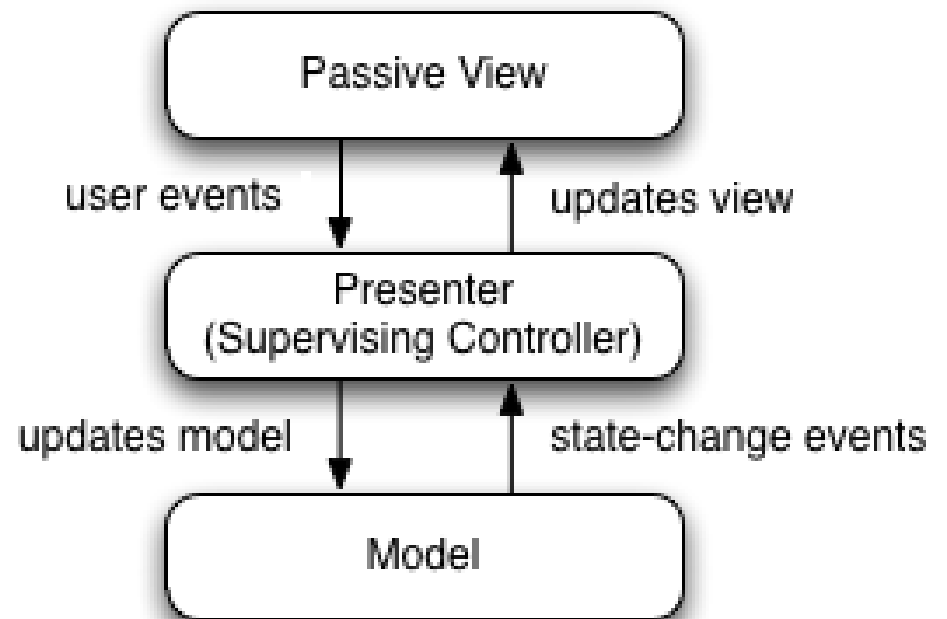 Passive View
user events
updates view
Presenter
(Supervising Controller)
updates model
state-change events
Model